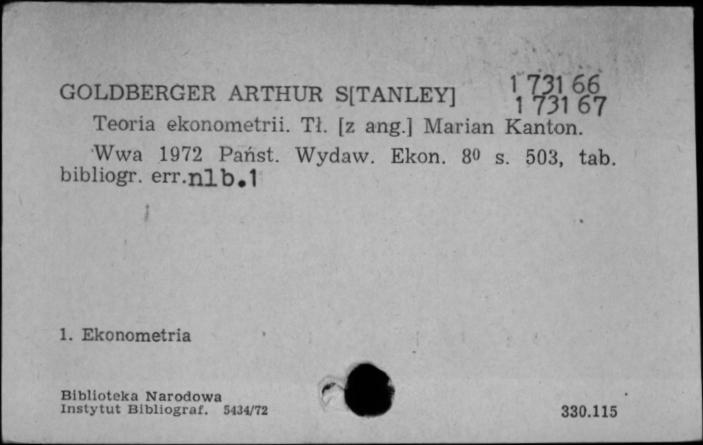 GOLDBERGER ARTHUR S[TANLEY] 1 731 66
1 731 67
Teoria ekonometrii. Tł. [z ang.] Marian Kanton.
Wwa 1972 Państ. Wydaw. Ekon. 8⁰ s. 503, tab.
bibliogr. err.nlb.1
1. Ekonometria
Biblioteka Narodowa
Instytut Bibliograf. 5434/72 330.115